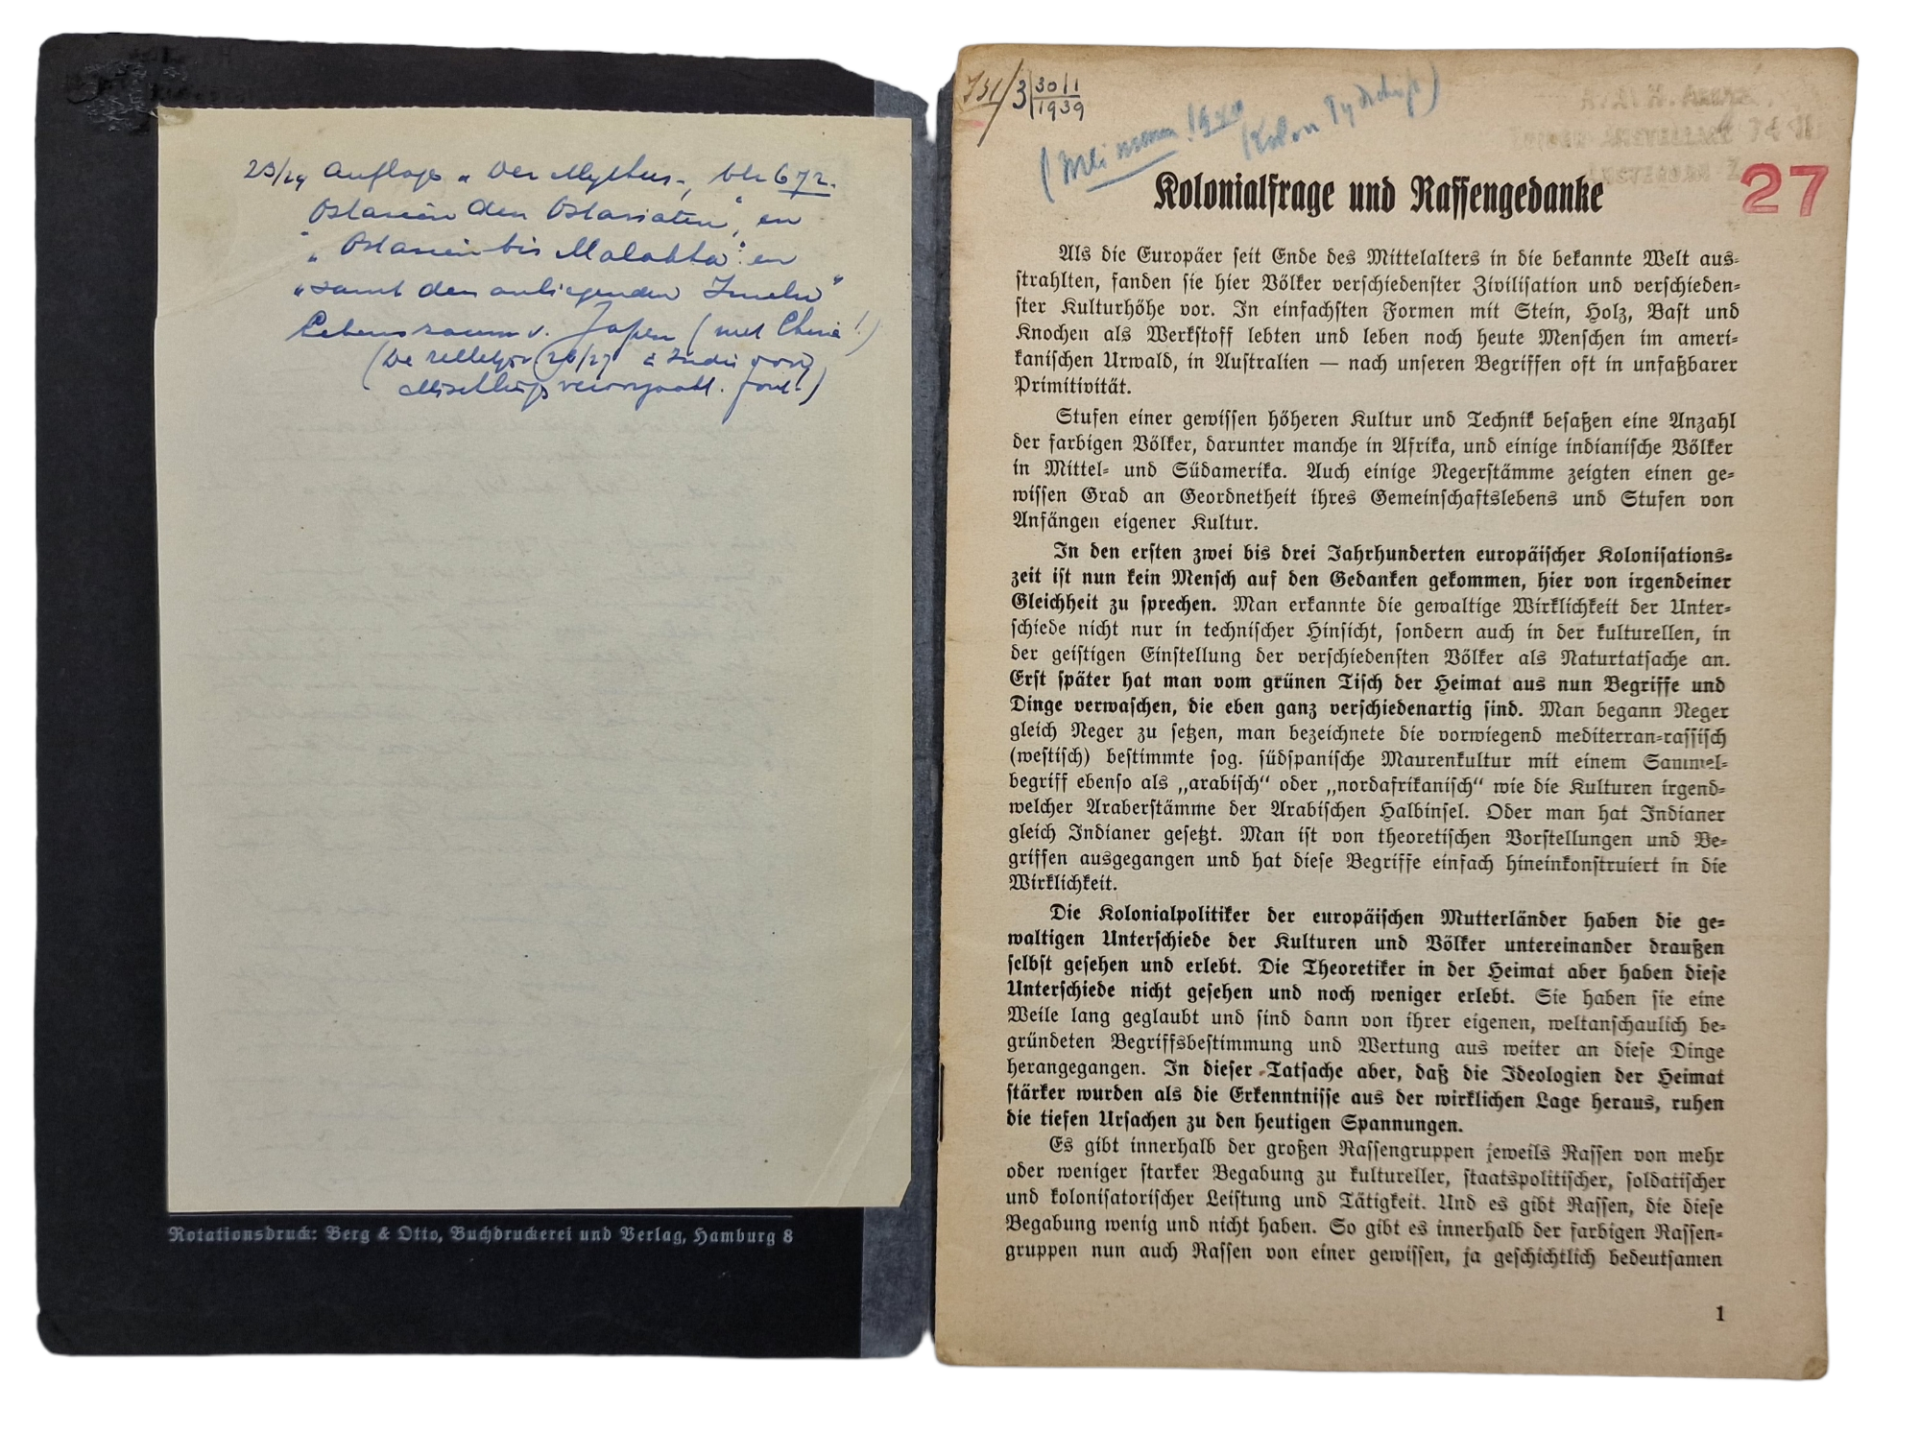 23/24 Auflage „ Der Mythus„, blz 672.
Ostasien den Ostasiaten", en
„ Ostasien bis Malakka": en
„samt den anliegenden Inseln"
Lebensraum v. Japan (met China!)
Rotationsdruck: Berg & Otto, Buchdruckerei und Verlag, Hamburg 8
3 30/1
1939
27
Kolonialfrage und Rassengedanke
Als die Europäer seit Ende des Mittelalters in die bekannte Welt aus-
strahlten, fanden sie hier Völker verschiedenster Zivilisation und verschieden-
ster Kulturhöhe vor. In einfachsten Formen mit Stein, Holz, Bast und
Knochen als Werkstoff lebten und leben noch heute Menschen im ameri-
kanischen Urwald, in Australien — nach unseren Begriffen oft in unfaßbarer
Primitivität.
Stufen einer gewissen höheren Kultur und Technik besaßen eine Anzahl
der farbigen Völker, darunter manche in Afrika, und einige indianische Völker
in Mittel- und Südamerika. Auch einige Negerstämme zeigten einen ge-
wissen Grad an Geordnetheit ihres Gemeinschaftslebens und Stufen von
Anfängen eigener Kultur.
In den ersten zwei bis drei Jahrhunderten europäischer Kolonisations-
zeit ist nun kein Mensch auf den Gedanken gekommen, hier von irgendeiner
Gleichheit zu sprechen. Man erkannte die gewaltige Wirklichkeit der Unter-
schiede nicht nur in technischer Hinsicht, sondern auch in der kulturellen, in
der geistigen Einstellung der verschiedensten Völker als Naturtatsache an.
Erst später hat man vom grünen Tisch der Heimat aus nun Begriffe und
Dinge verwaschen, die eben ganz verschiedenartig sind. Man begann Neger
gleich Neger zu setzen, man bezeichnete die vorwiegend mediterran-rassisch
(westisch) bestimmte sog. südspanische Maurenkultur mit einem Sammel-
begriff ebenso als „arabisch" oder „nordafrikanisch" wie die Kulturen irgend-
welcher Araberstämme der Arabischen Halbinsel. Oder man hat Indianer
gleich Indianer gesetzt. Man ist von theoretischen Vorstellungen und Be-
griffen ausgegangen und hat diese Begriffe einfach hineinkonstruiert in die
Wirklichkeit.
Die Kolonialpolitiker der europäischen Mutterländer haben die ge-
waltigen Unterschiede der Kulturen und Völker untereinander draußen
selbst gesehen und erlebt. Die Theoretiker in der Heimat aber haben diese
Unterschiede nicht gesehen und noch weniger erlebt. Sie haben sie eine
Weile lang geglaubt und sind dann von ihrer eigenen, weltanschaulich be-
gründeten Begriffsbestimmung und Wertung aus weiter an diese Dinge
herangegangen. In dieser Tatsache aber, daß die Ideologien der Heimat
stärker wurden als die Erkenntnisse aus der wirklichen Lage heraus, ruhen
die tiefen Ursachen zu den heutigen Spannungen.
Es gibt innerhalb der großen Rassengruppen jeweils Rassen von mehr
oder weniger starker Begabung zu kultureller, staatspolitischer, soldatischer
und kolonisatorischer Leistung und Tätigkeit. Und es gibt Rassen, die diese
Begabung wenig und nicht haben. So gibt es innerhalb der farbigen Rassen-
gruppen nun auch Rassen von einer gewissen, ja geschichtlich bedeutsamen
1